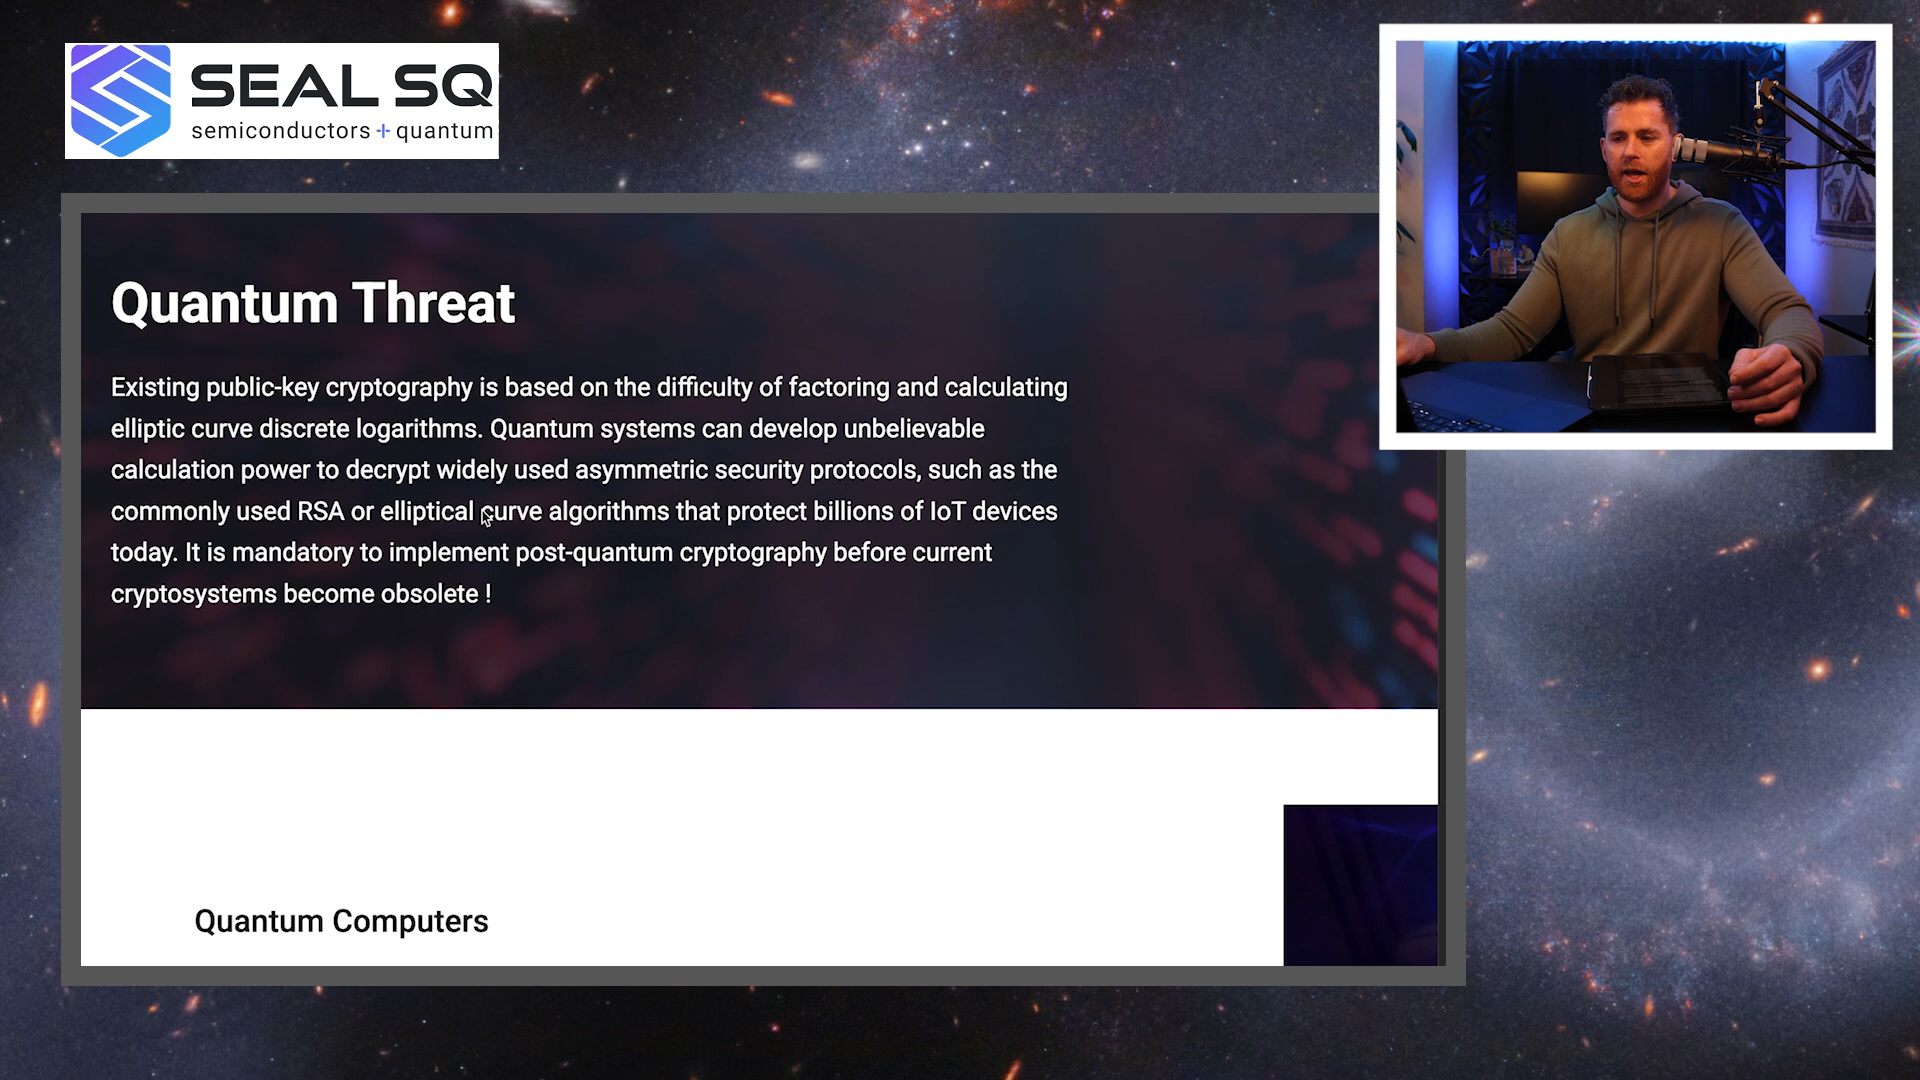 SEAL SQ
semiconductors + quantum
Quantum Threat
Existing public-key cryptography is based on the difficulty of factoring and calculating
elliptic curve discrete logarithms. Quantum systems can develop unbelievable
calculation power to decrypt widely used asymmetric security protocols, such as the
commonly used RSA or elliptical curve algorithms that protect billions of IoT devices
today. It is mandatory to implement post-quantum cryptography before current
cryptosystems become obsolete !
Quantum Computers